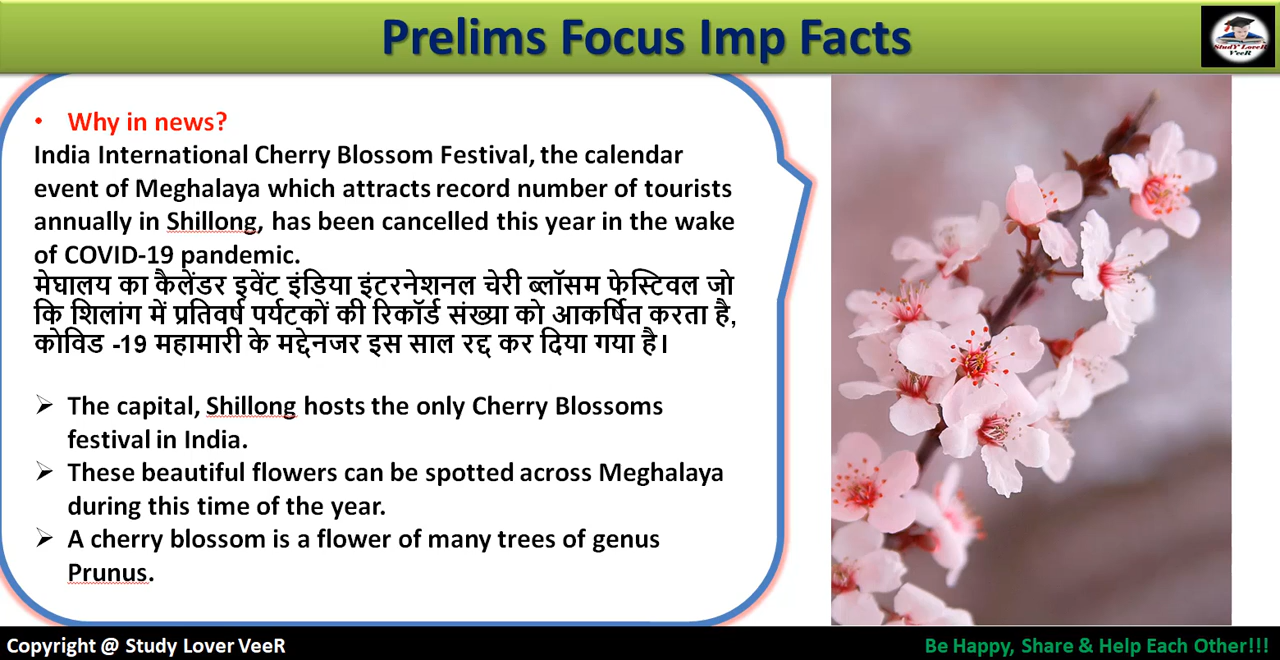 Prelims Focus Imp Facts
StudY LoveR
VeeR
• Why in news?
India International Cherry Blossom Festival, the calendar
event of Meghalaya which attracts record number of tourists
annually in Shillong, has been cancelled this year in the wake
of COVID-19 pandemic.
मेघालय का कैलेंडर इवेंट इंडिया इंटरनेशनल चेरी ब्लॉसम फेस्टिवल जो
कि शिलांग में प्रतिवर्ष पर्यटकों की रिकॉर्ड संख्या को आकर्षित करता है,
कोविड -19 महामारी के मद्देनजर इस साल रद्द कर दिया गया है।
➢ The capital, Shillong hosts the only Cherry Blossoms
festival in India.
➢ These beautiful flowers can be spotted across Meghalaya
during this time of the year.
➢ A cherry blossom is a flower of many trees of genus
Prunus.
Copyright @ Study Lover VeeR
Be Happy, Share & Help Each Other!!!